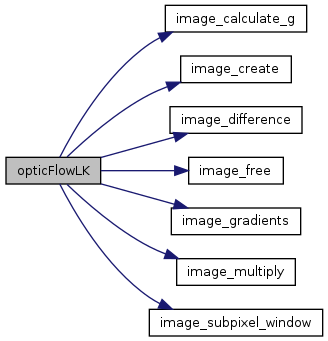 image_calculate_g
image_create
image_difference
opticFlowLK
image_free
image_gradients
image_multiply
image_subpixel_window